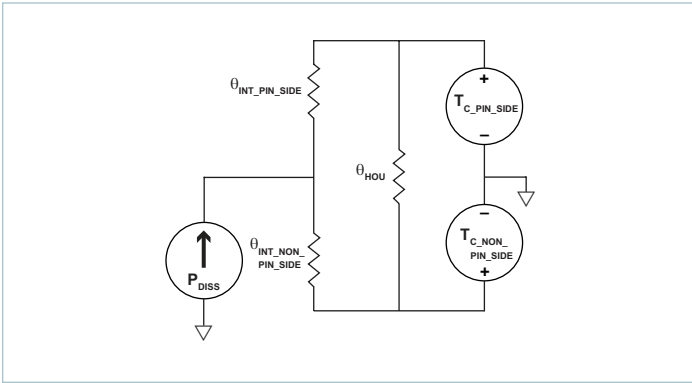 θINT_PIN_SIDE
+
TC_PIN_SIDE
–
θHOU
–
TC_NON_
PIN_SIDE
+
θINT_NON_
PIN_SIDE
PDISS